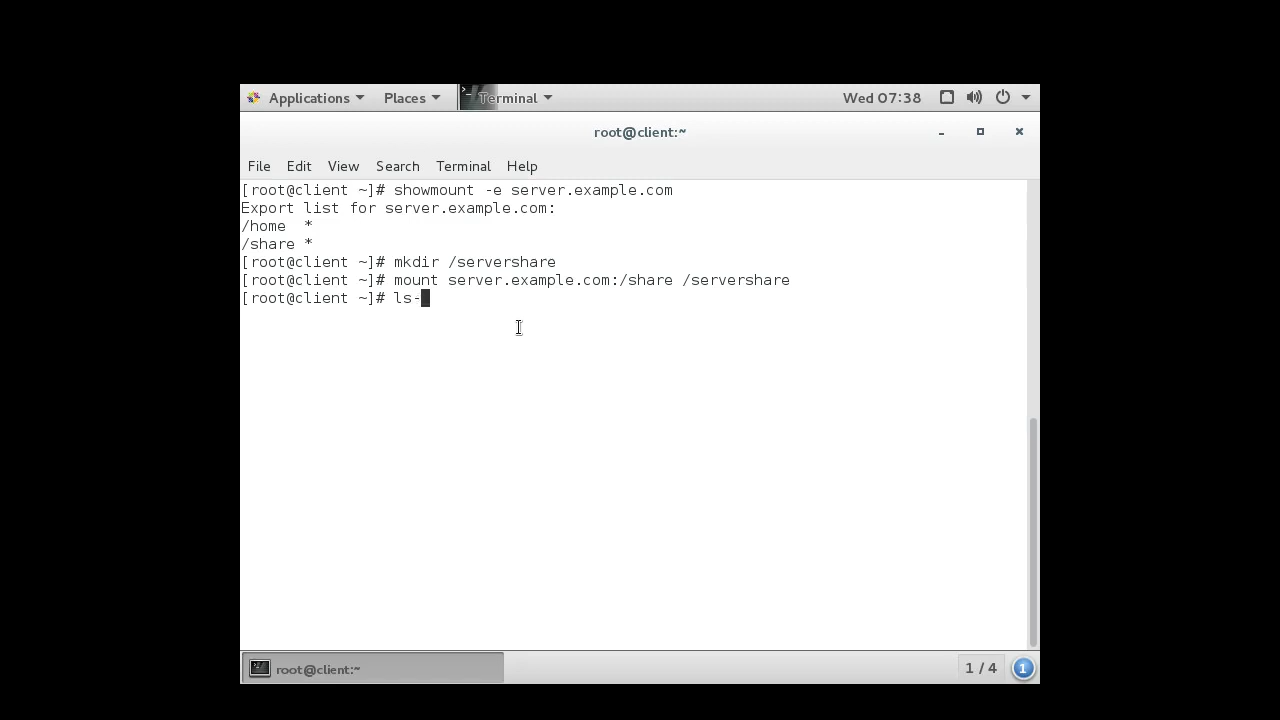 Applications Places Terminal Wed 07:38
root@client:~
File Edit View Search Terminal Help
[root@client ~]# showmount -e server.example.com
Export list for server.example.com:
/home  *
/share *
[root@client ~]# mkdir /servershare
[root@client ~]# mount server.example.com:/share /servershare
[root@client ~]# ls-
root@client:~ 1 / 4 1